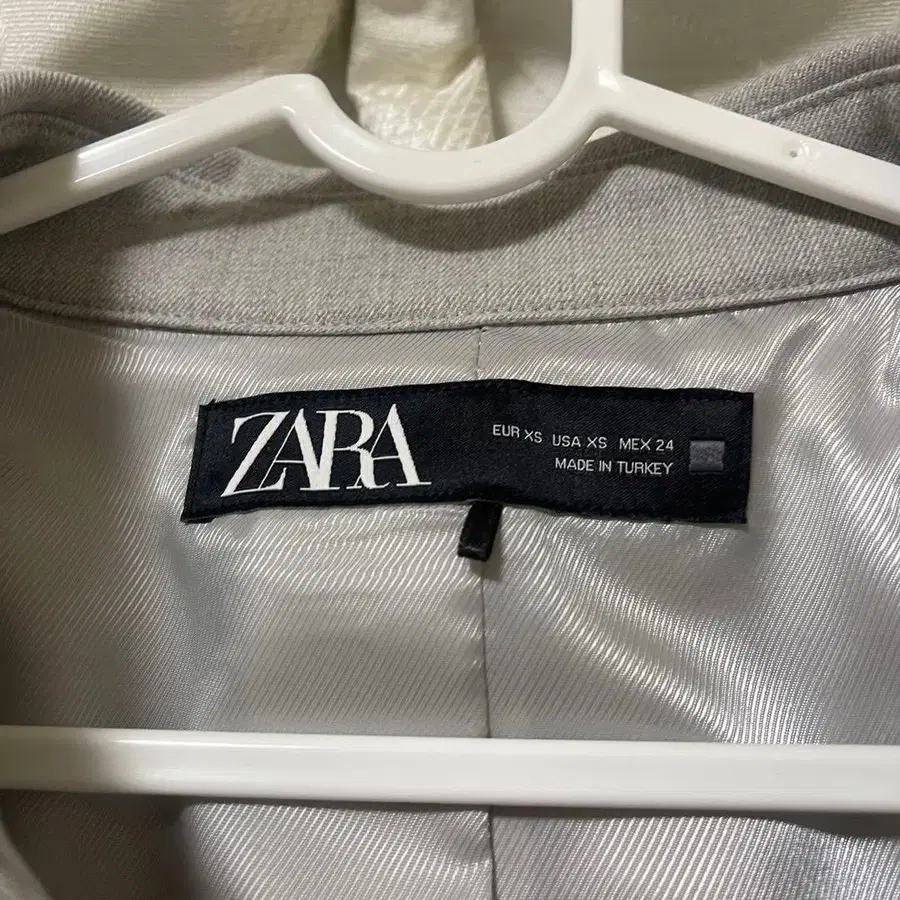 ZARA
EUR XS USA XS MEX 24
MADE IN TURKEY